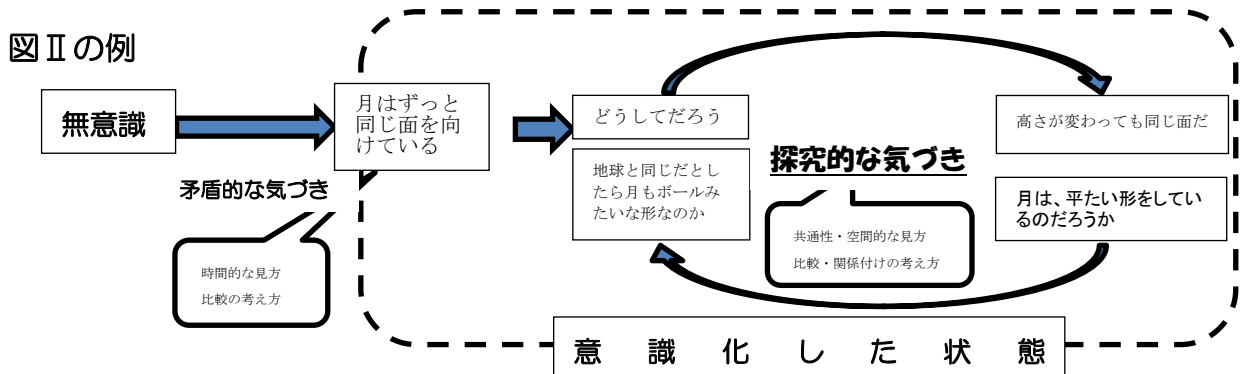 図Ⅱの例
無意識
矛盾的な気づき
時間的な見方
比較の考え方
月はずっと
同じ面を向
けている
どうしてだろう
地球と同じだとし
たら月もボールみ
たいな形なのか
探究的な気づき
共通性・空間的な見方
比較・関係付けの考え方
高さが変わっても同じ面だ
月は、平たい形をしてい
るのだろうか
意識化した状態